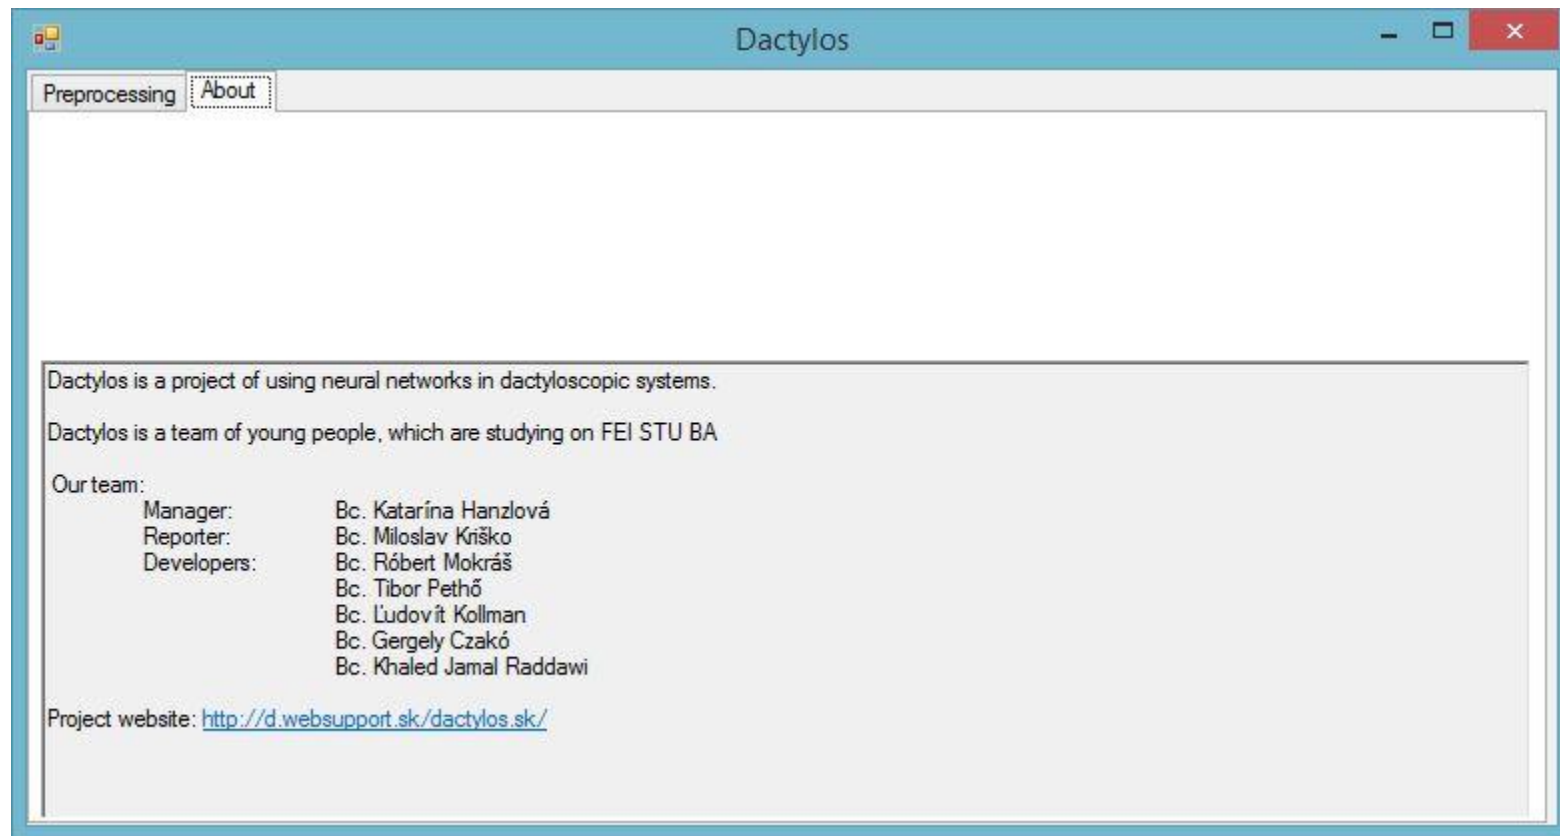 Dactylos
Preprocessing About
Dactylos is a project of using neural networks in dactyloscopic systems.
Dactylos is a team of young people, which are studying on FEI STU BA
Our team:
Manager: Bc. Katarína Hanzlová
Reporter: Bc. Miloslav Kriško
Developers: Bc. Róbert Mokráš
Bc. Tibor Pethő
Bc. Ľudovít Kollman
Bc. Gergely Czakó
Bc. Khaled Jamal Raddawi
Project website: http://d.websupport.sk/dactylos.sk/